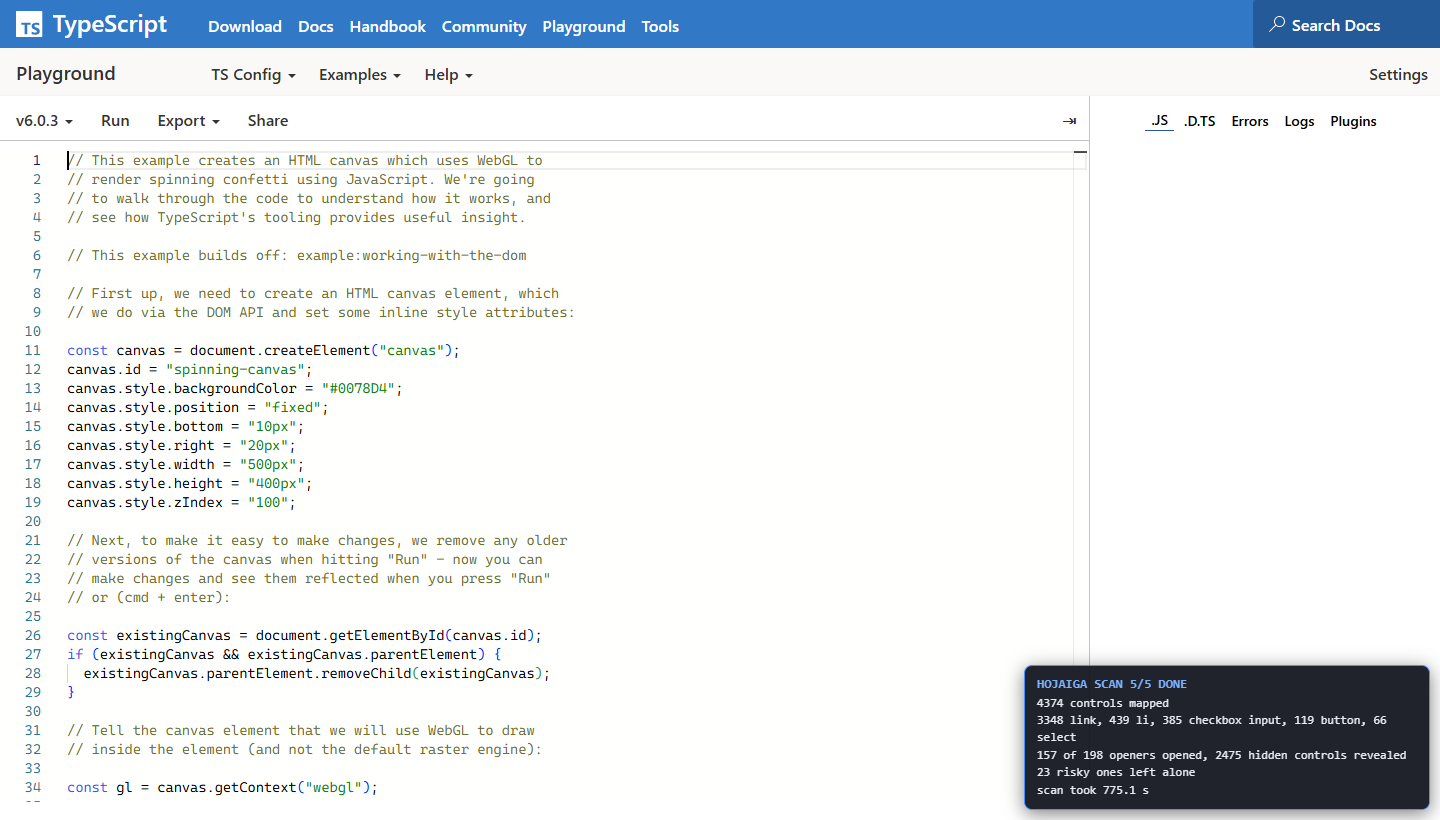 TS TypeScript Download Docs Handbook Community Playground Tools Search Docs
Playground TS Config Examples Help Settings
v6.0.3 Run Export Share .JS .D.TS Errors Logs Plugins
1 // This example creates an HTML canvas which uses WebGL to
2 // render spinning confetti using JavaScript. We're going
3 // to walk through the code to understand how it works, and
4 // see how TypeScript's tooling provides useful insight.
5
6 // This example builds off: example:working-with-the-dom
7
8 // First up, we need to create an HTML canvas element, which
9 // we do via the DOM API and set some inline style attributes:
10
11 const canvas = document.createElement("canvas");
12 canvas.id = "spinning-canvas";
13 canvas.style.backgroundColor = "#0078D4";
14 canvas.style.position = "fixed";
15 canvas.style.bottom = "10px";
16 canvas.style.right = "20px";
17 canvas.style.width = "500px";
18 canvas.style.height = "400px";
19 canvas.style.zIndex = "100";
20
21 // Next, to make it easy to make changes, we remove any older
22 // versions of the canvas when hitting "Run" - now you can
23 // make changes and see them reflected when you press "Run"
24 // or (cmd + enter):
25
26 const existingCanvas = document.getElementById(canvas.id);
27 if (existingCanvas && existingCanvas.parentElement) {
28 existingCanvas.parentElement.removeChild(existingCanvas);
29 }
30
31 // Tell the canvas element that we will use WebGL to draw
32 // inside the element (and not the default raster engine):
33
34 const gl = canvas.getContext("webgl");
HOJAIGA SCAN 5/5 DONE
4374 controls mapped
3348 link, 439 li, 385 checkbox input, 119 button, 66
select
157 of 198 openers opened, 2475 hidden controls revealed
23 risky ones left alone
scan took 775.1 s